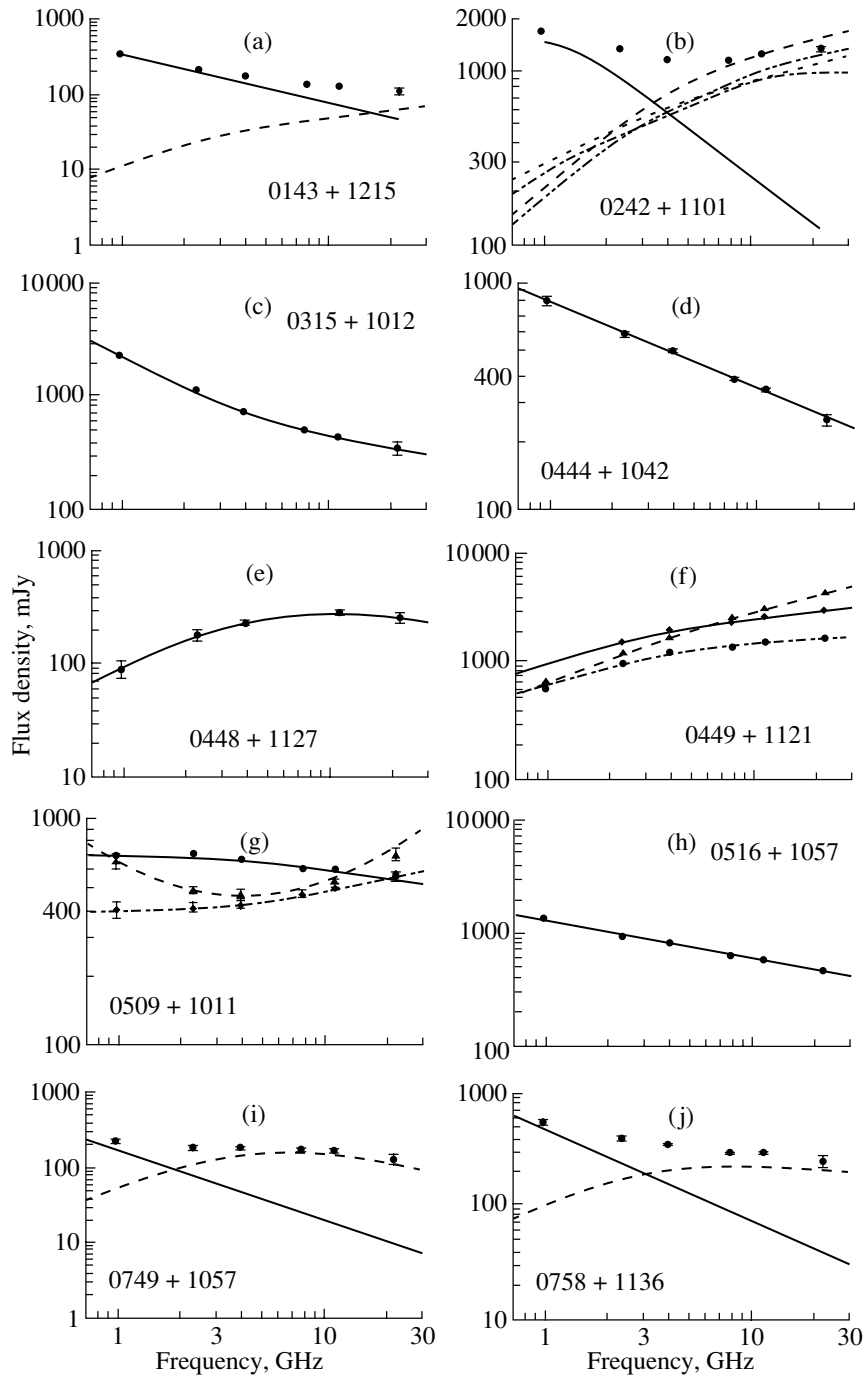 (a)
1000
100
10
1
0143 + 1215
(b)
2000
1000
300
100
0242 + 1101
(c)
10000
1000
100
0315 + 1012
(d)
1000
400
100
0444 + 1042
(e)
1000
100
10
0448 + 1127
(f)
10000
1000
100
0449 + 1121
Flux density, mJy
(g)
1000
400
100
0509 + 1011
(h)
10000
1000
100
0516 + 1057
(i)
1000
100
10
1
0749 + 1057
1
3
10
30
Frequency, GHz
(j)
1000
100
10
0758 + 1136
1
3
10
30
Frequency, GHz